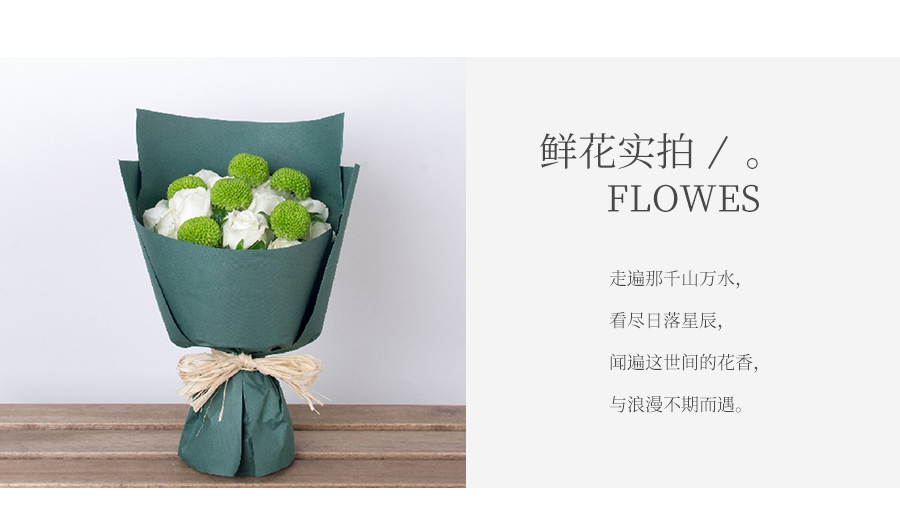 鲜花实拍 / 。
FLOWES
走遍那千山万水，
看尽日落星辰，
闻遍这世间的花香，
与浪漫不期而遇。